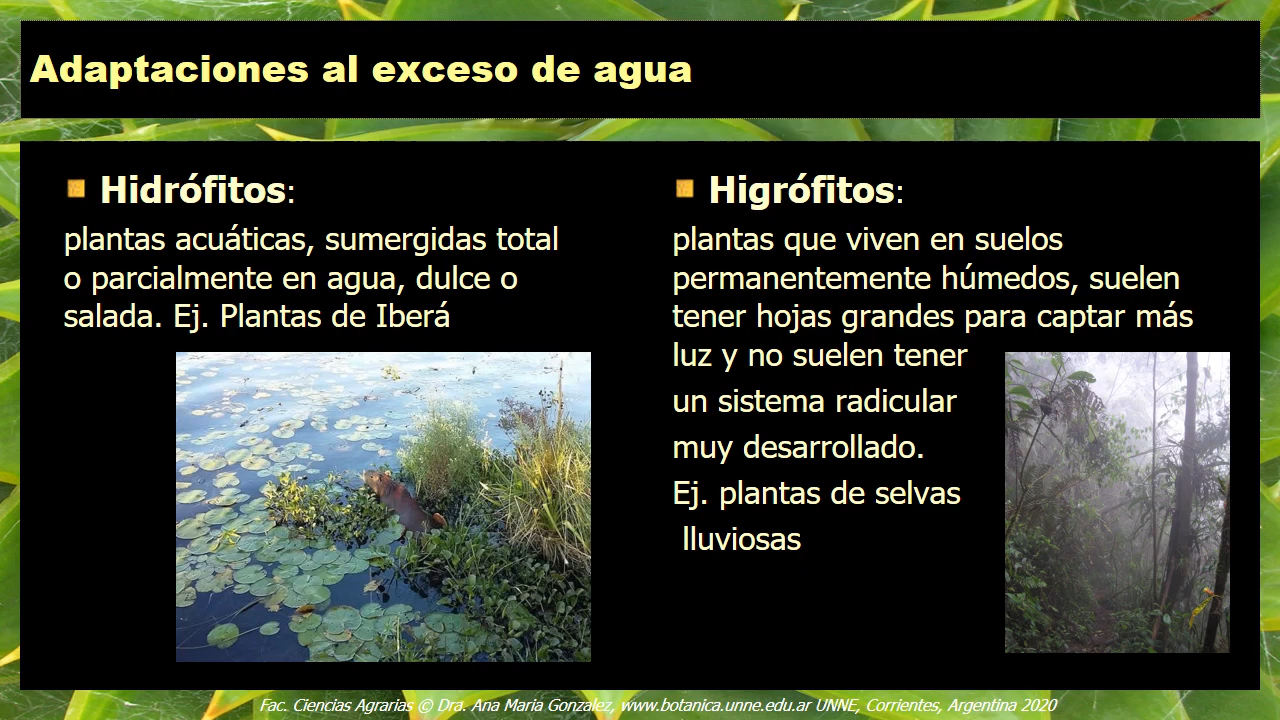 Adaptaciones al exceso de agua
Hidrófitos:
plantas acuáticas, sumergidas total
o parcialmente en agua, dulce o
salada. Ej. Plantas de Iberá
Higrófitos:
plantas que viven en suelos
permanentemente húmedos, suelen
tener hojas grandes para captar más
luz y no suelen tener
un sistema radicular
muy desarrollado.
Ej. plantas de selvas
lluviosas
Fac. Ciencias Agrarias © Dra. Ana Maria Gonzalez, www.botanica.unne.edu.ar UNNE, Corrientes, Argentina 2020